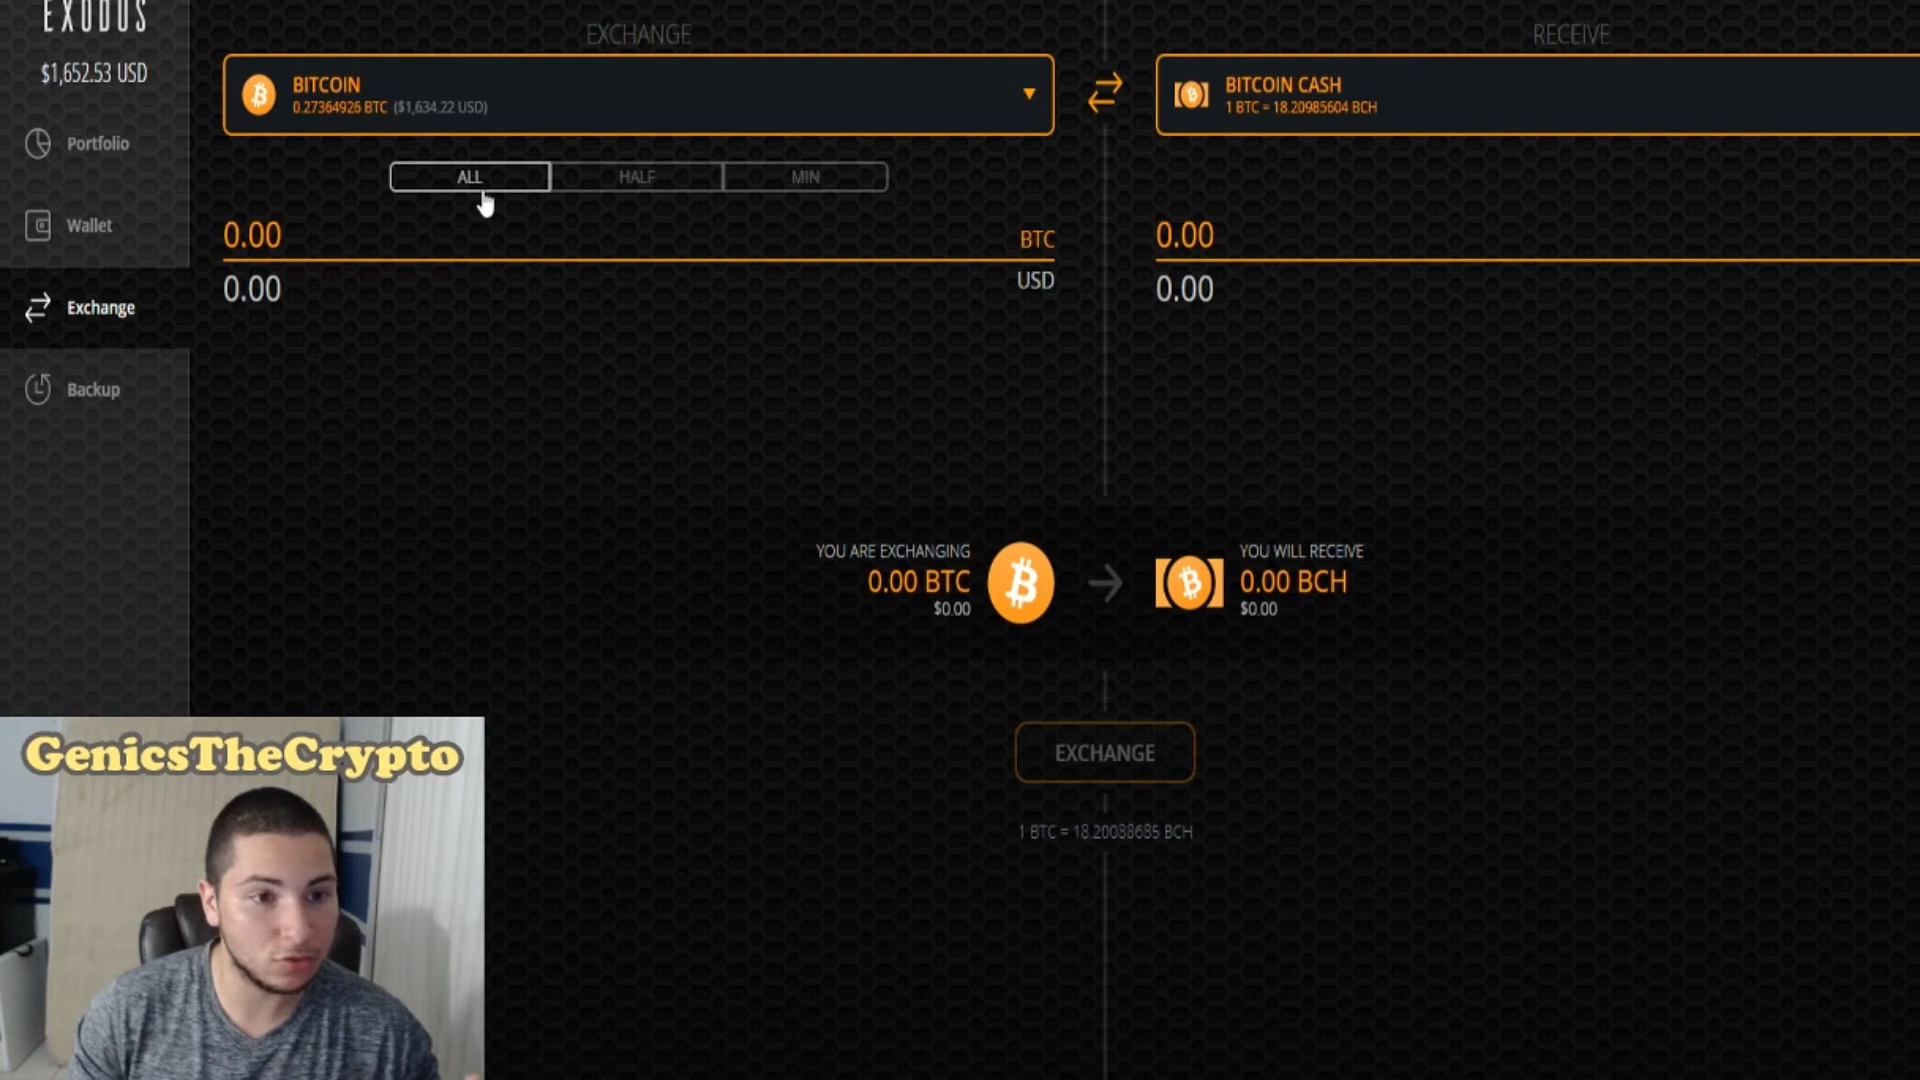 EXODUS
$1,652.53 USD
Portfolio
Wallet
Exchange
Backup
EXCHANGE
BITCOIN
0.27364926 BTC ($1,634.22 USD)
ALL HALF MIN
0.00 BTC
0.00 USD
RECEIVE
BITCOIN CASH
1 BTC = 18.20985604 BCH
0.00
0.00
YOU ARE EXCHANGING
0.00 BTC
$0.00
YOU WILL RECEIVE
0.00 BCH
$0.00
EXCHANGE
1 BTC = 18.20088685 BCH
GenicsTheCrypto